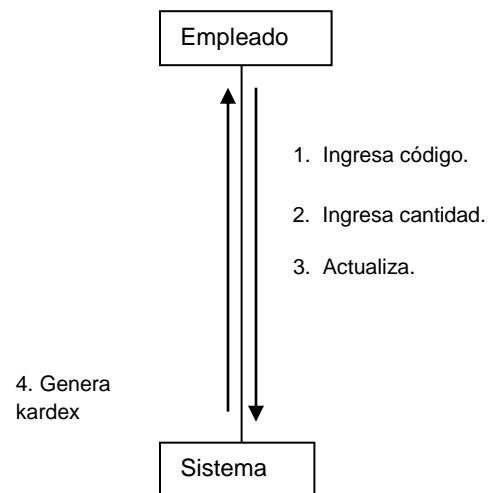 Empleado
1. Ingresa código.
2. Ingresa cantidad.
3. Actualiza.
4. Genera
kardex
Sistema